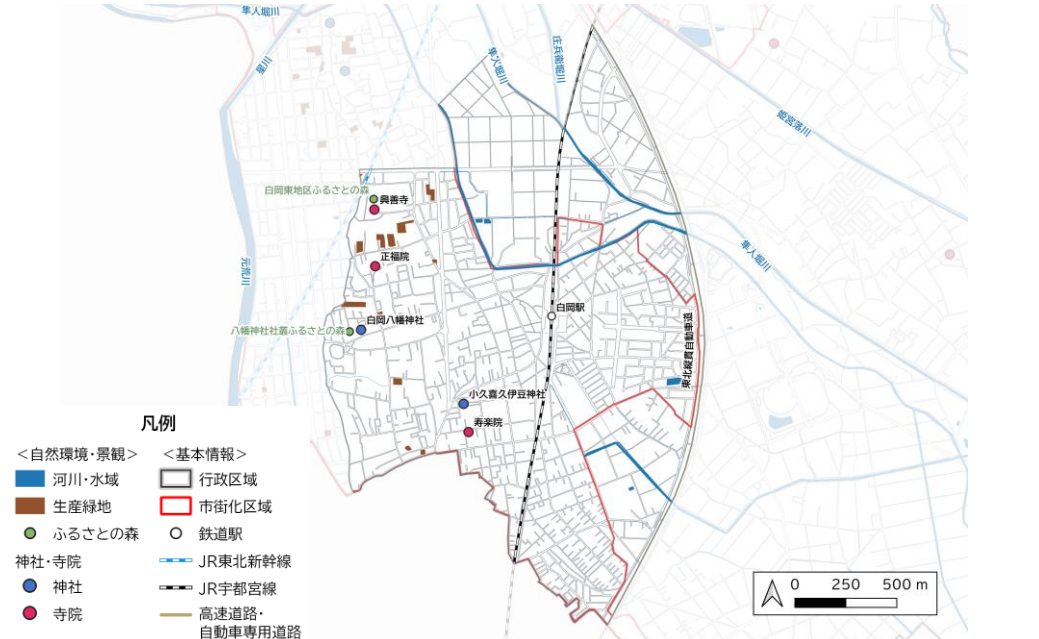 隼人堀川
星川
隼人堀川
庄兵衛堀川
姫宮落川
白岡東地区ふるさとの森
興善寺
正福院
元荒川
隼人堀川
白岡駅
白岡八幡神社
八幡神社社叢ふるさとの森
東北縦貫自動車道
小久喜久伊豆神社
寿楽院
凡例
<自然環境・景観>
河川・水域
生産緑地
ふるさとの森
神社・寺院
神社
寺院
<基本情報>
行政区域
市街化区域
鉄道駅
JR東北新幹線
JR宇都宮線
高速道路・
自動車専用道路
0 250 500 m